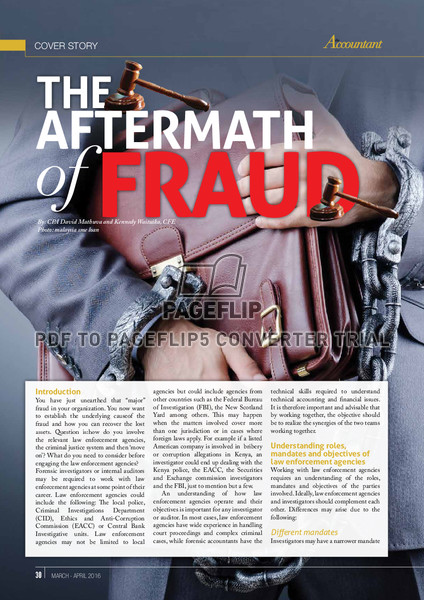 COVER STORY
Accountant
THE
AFTERMATH
of FRAUD
By: CPA David Mathuva and Kennedy
Photo: malaysia sme ban
PAGEFLIP
PDF TO PAGEFLIP5 CONVERTER TRIAL
Introduction
You have just unearthed that "major"
fraud in your organization. You now want
to establish the underlying cause of the
fraud and how you can recover the lost
assets. Question is: how do you involve
the relevant law enforcement agencies,
the criminal justice system and then 'move
on'? What do you need to consider before
engaging the law enforcement agencies?
Forensic investigators or internal auditors
may be required to work with law
enforcement agencies at some point of their
career. Law enforcement agencies could
include the following: The local police,
Criminal Investigations Department
(CID), Ethics and Anti-Corruption
Commission (EACC) or Central Bank
Investigative units. Law enforcement
agencies may not be limited to local
agencies but could include agencies from
other countries such as the Federal Bureau
of Investigation (FBI), the New Scotland
Yard among others. This may happen
when the matters involved cover more
than one jurisdiction or in cases where
foreign laws apply. For example if a listed
American company is involved in bribery
or corruption allegations in Kenya, an
investigator could end up dealing with the
Kenya police, the EACC, the Securities
and Exchange commission investigators
and the FBI, just to mention but a few.
An understanding of how law
enforcement agencies operate and their
objectives is important for any investigator
or auditor. In most cases, law enforcement
agencies have wide experience in handling
court proceedings and complex criminal
cases, while forensic accountants have the
technical skills required to understand
technical accounting and financial issues.
It is therefore important and advisable that
by working together, the objective should
be to realize the synergies of the two teams
working together.
Understanding roles,
mandates and objectives of
law enforcement agencies
Working with law enforcement agencies
requires an understanding of the roles,
mandates and objectives of the parties
involved. Ideally, law enforcement agencies
and investigators should complement each
other. Differences may arise due to the
following:
Different mandates
Investigators may have a narrower mandate
30 MARCH - APRIL 2016